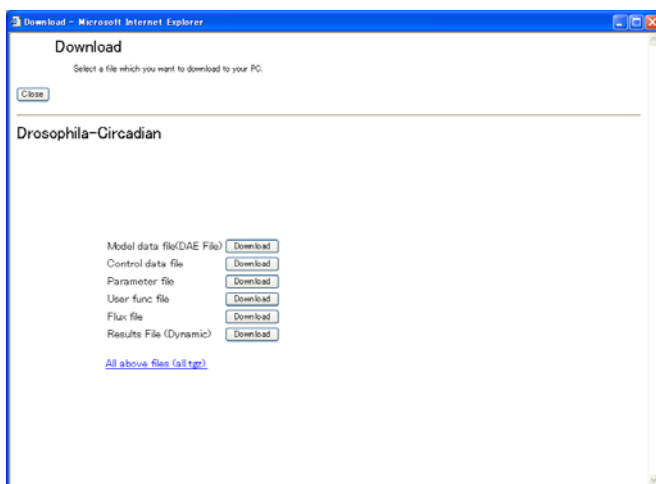 Download - Microsoft Internet Explorer
Download
Select a file which you want to download to your PC.
Close
Drosophila-Circadian
Model data file(DAE File) Download
Control data file Download
Parameter file Download
User func file Download
Flux file Download
Results File (Dynamic) Download
All above files (all.tgz)